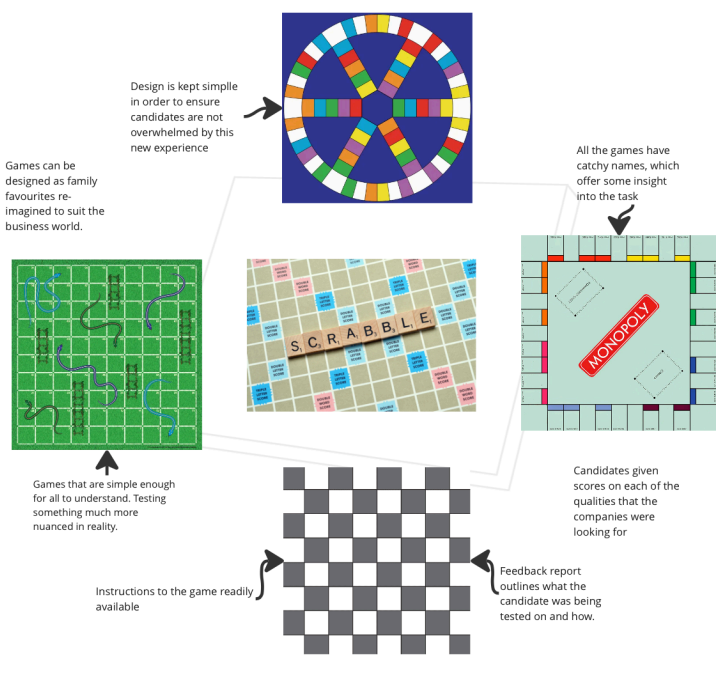 Design is kept simplle
in order to ensure
candidates are not
overwhelmed by this
new experience
All the games have
catchy names, which
offer some insight
into the task
Games can be
designed as family
favourites re-
imagined to suit the
business world.
SCRABBLE
MONOPOLY
Games that are simple enough
for all to understand. Testing
something much more
nuanced in reality.
Candidates given
scores on each of the
qualities that the
companies were
looking for
Instructions to the game readily
available
Feedback report
outlines what the
candidate was being
tested on and how.